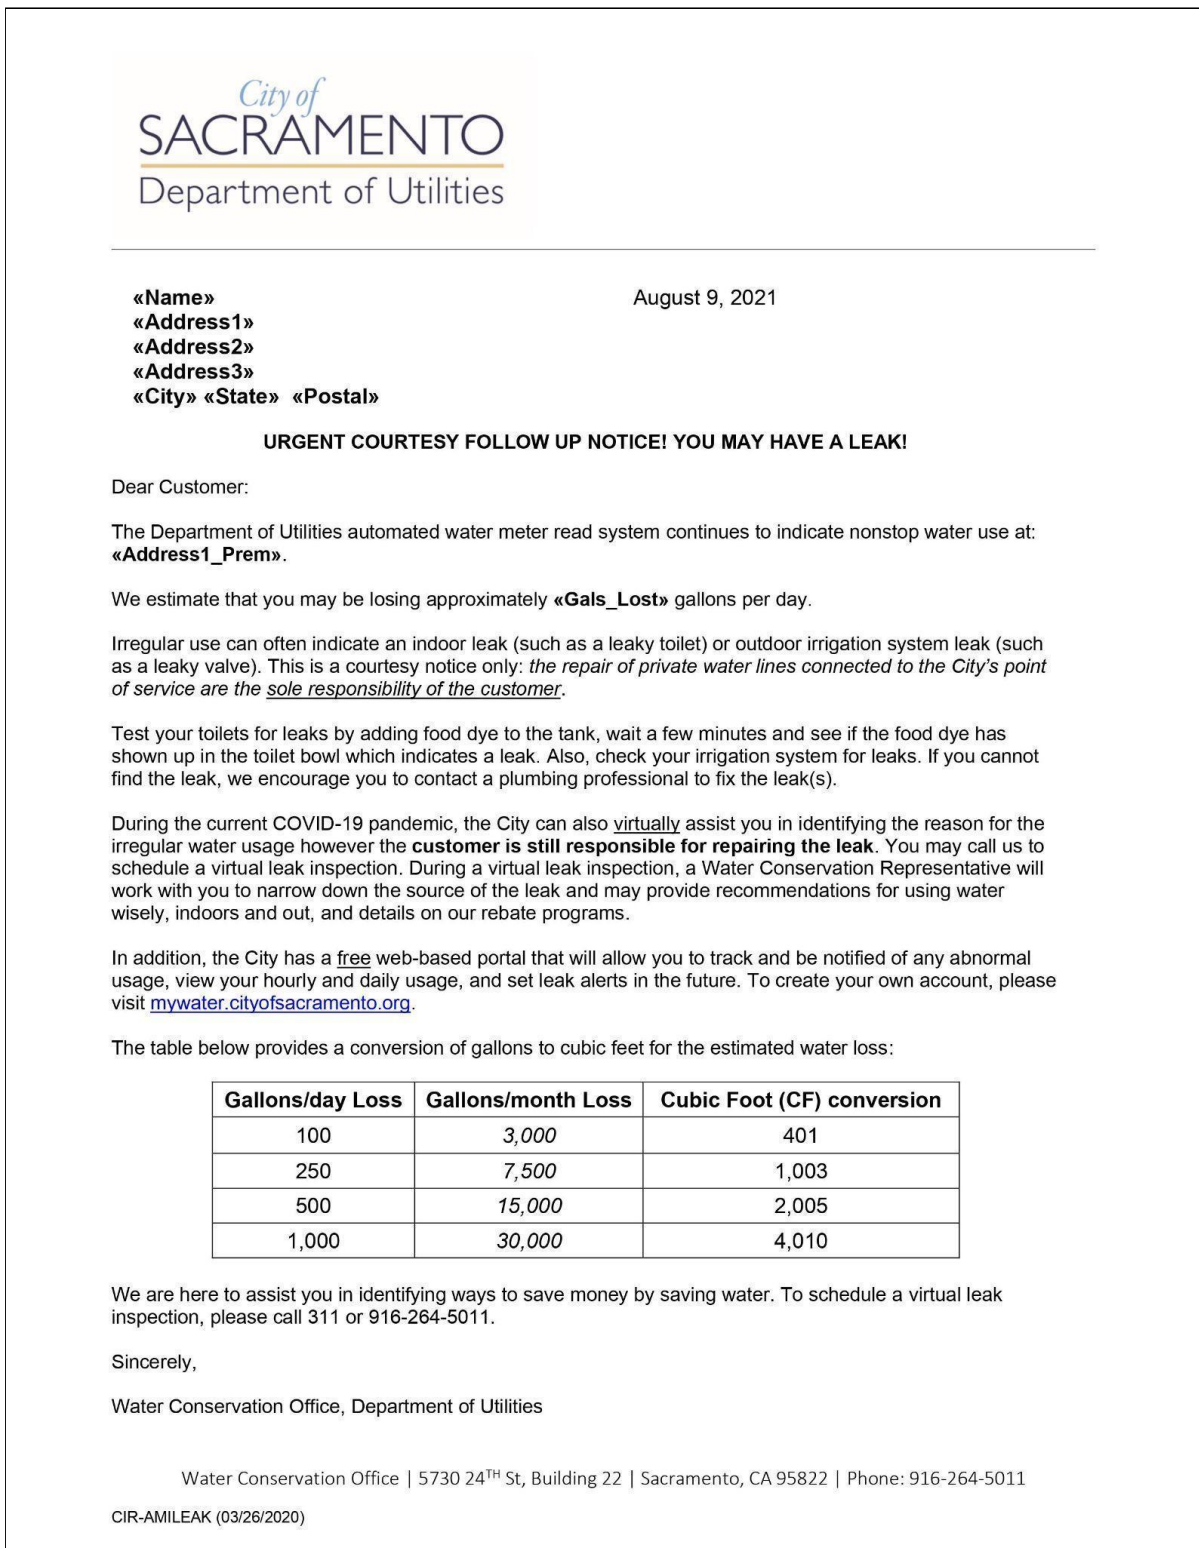 City of
SACRAMENTO
Department of Utilities
«Name» August 9, 2021
«Address1»
«Address2»
«Address3»
«City» «State» «Postal»
URGENT COURTESY FOLLOW UP NOTICE! YOU MAY HAVE A LEAK!
Dear Customer:
The Department of Utilities automated water meter read system continues to indicate nonstop water use at:
«Address1_Prem».
We estimate that you may be losing approximately «Gals_Lost» gallons per day.
Irregular use can often indicate an indoor leak (such as a leaky toilet) or outdoor irrigation system leak (such
as a leaky valve). This is a courtesy notice only: the repair of private water lines connected to the City's point
of service are the sole responsibility of the customer.
Test your toilets for leaks by adding food dye to the tank, wait a few minutes and see if the food dye has
shown up in the toilet bowl which indicates a leak. Also, check your irrigation system for leaks. If you cannot
find the leak, we encourage you to contact a plumbing professional to fix the leak(s).
During the current COVID-19 pandemic, the City can also virtually assist you in identifying the reason for the
irregular water usage however the customer is still responsible for repairing the leak. You may call us to
schedule a virtual leak inspection. During a virtual leak inspection, a Water Conservation Representative will
work with you to narrow down the source of the leak and may provide recommendations for using water
wisely, indoors and out, and details on our rebate programs.
In addition, the City has a free web-based portal that will allow you to track and be notified of any abnormal
usage, view your hourly and daily usage, and set leak alerts in the future. To create your own account, please
visit mywater.cityofsacramento.org.
The table below provides a conversion of gallons to cubic feet for the estimated water loss:
Gallons/day Loss Gallons/month Loss Cubic Foot (CF) conversion
100 3,000 401
250 7,500 1,003
500 15,000 2,005
1,000 30,000 4,010
We are here to assist you in identifying ways to save money by saving water. To schedule a virtual leak
inspection, please call 311 or 916-264-5011.
Sincerely,
Water Conservation Office, Department of Utilities
Water Conservation Office | 5730 24TH St, Building 22 | Sacramento, CA 95822 | Phone: 916-264-5011
CIR-AMILEAK (03/26/2020)